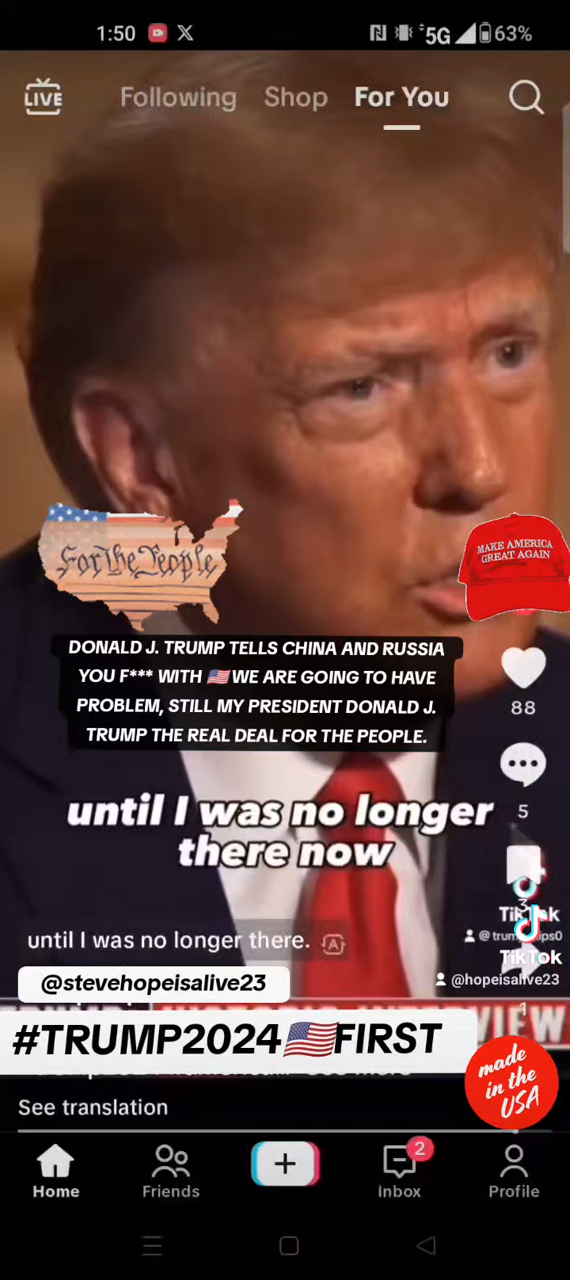 1:50
5G
63%
LIVE
Following
Shop
For You
For the People
MAKE AMERICA
GREAT AGAIN
DONALD J. TRUMP TELLS CHINA AND RUSSIA
YOU F*** WITH 🇺🇸WE ARE GOING TO HAVE
PROBLEM, STILL MY PRESIDENT DONALD J.
TRUMP THE REAL DEAL FOR THE PEOPLE.
88
until I was no longer
there now
5
3
TikTok
until I was no longer there.
TikTok
@stevehopeisalive23
@hopeisalive23
1
#TRUMP2024🇺🇸FIRST
made
in the
USA
See translation
2
Home
Friends
Inbox
Profile